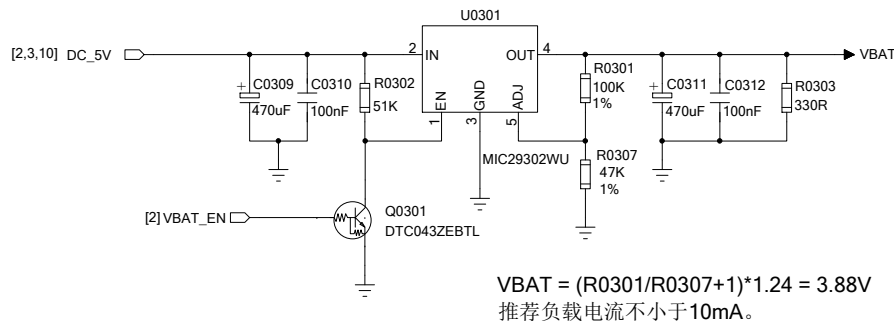 U0301
[2,3,10] DC_5V
2 IN OUT 4
VBAT
C0309
470uF
C0310
100nF
R0302
51K
EN
GND
ADJ
1
3
5
R0301
100K
1%
C0311
470uF
C0312
100nF
R0303
330R
MIC29302WU
R0307
47K
1%
[2] VBAT_EN
Q0301
DTC043ZEBTL
VBAT = (R0301/R0307+1)*1.24 = 3.88V
推荐负载电流不小于10mA。